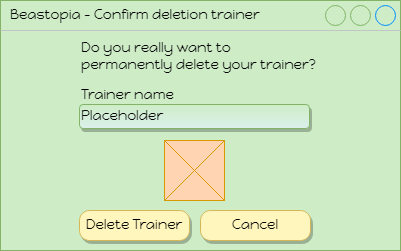 Beastopia - Confirm deletion trainer
Do you really want to
permanently delete your trainer?
Trainer name
Placeholder
Delete Trainer
Cancel